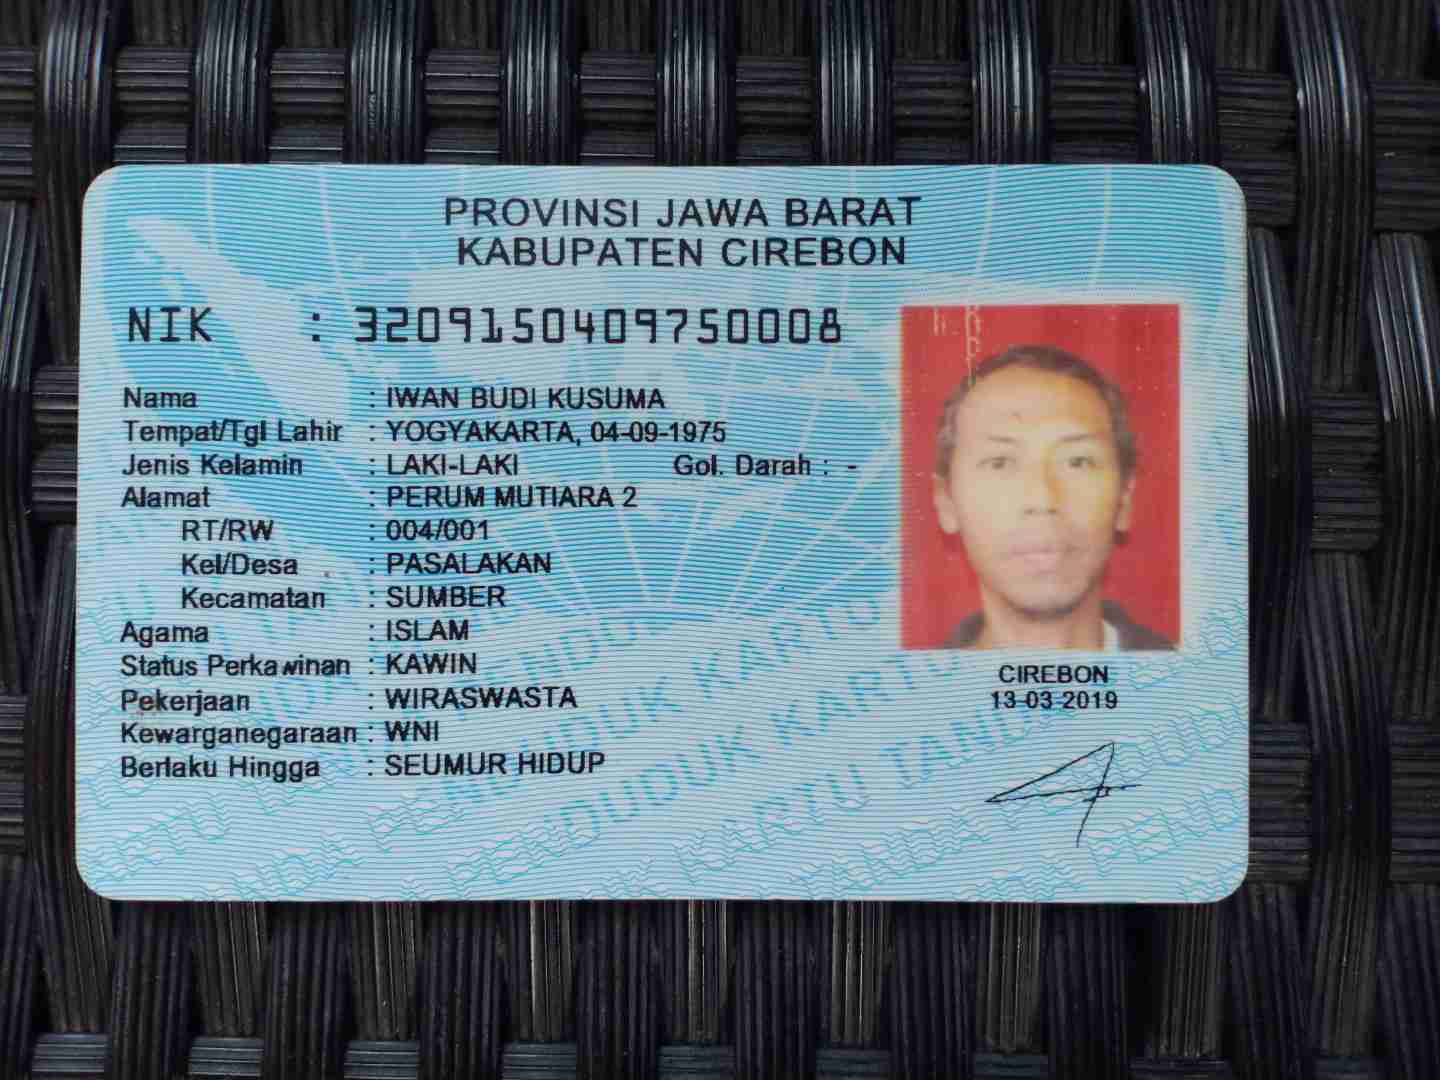 PROVINSI JAWA BARAT
KABUPATEN CIREBON
NIK : 3209150409750008
Nama : IWAN BUDI KUSUMA
Tempat/Tgl Lahir : YOGYAKARTA, 04-09-1975
Jenis Kelamin : LAKI-LAKI Gol. Darah : -
Alamat : PERUM MUTIARA 2
RT/RW : 004/001
Kel/Desa : PASALAKAN
Kecamatan : SUMBER
Agama : ISLAM
Status Perkawinan : KAWIN
Pekerjaan : WIRASWASTA
Kewarganegaraan : WNI
Berlaku Hingga : SEUMUR HIDUP
CIREBON
13-03-2019